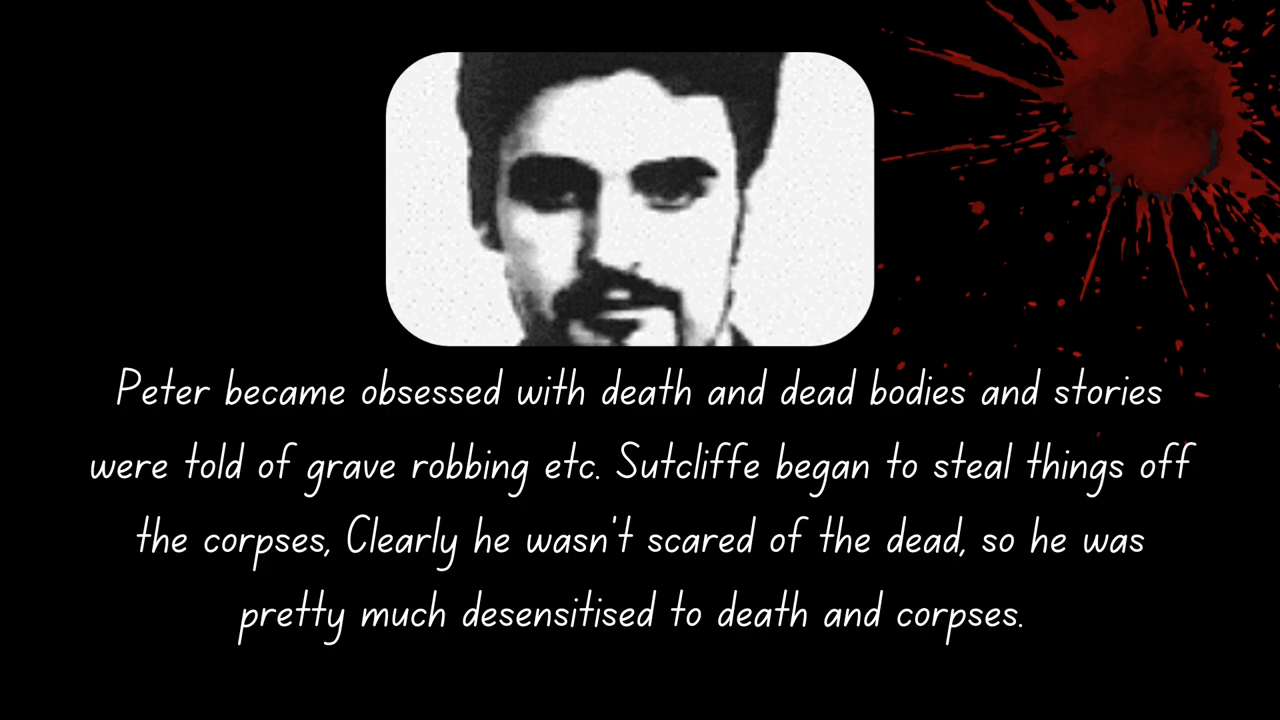 Peter became obsessed with death and dead bodies and stories
were told of grave robbing etc. Sutcliffe began to steal things off
the corpses, Clearly he wasn't scared of the dead, so he was
pretty much desensitised to death and corpses.